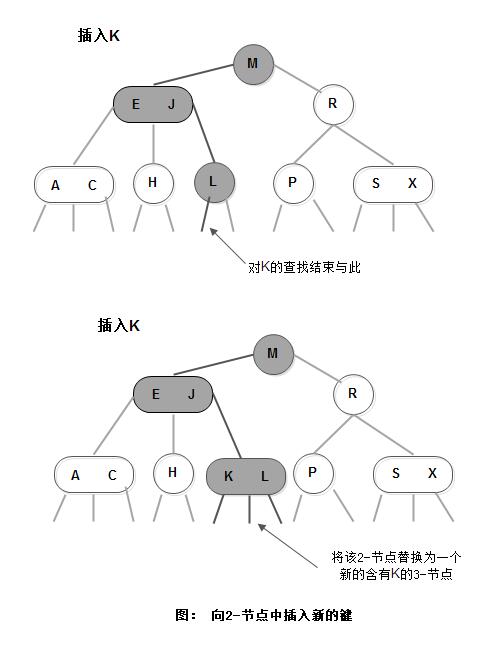 插入K
M
E J
R
A C
H
L
P
S X
对K的查找结束与此
插入K
M
E J
R
A C
H
K L
P
S X
将该2-节点替换为一个
新的含有K的3-节点
图： 向2-节点中插入新的键